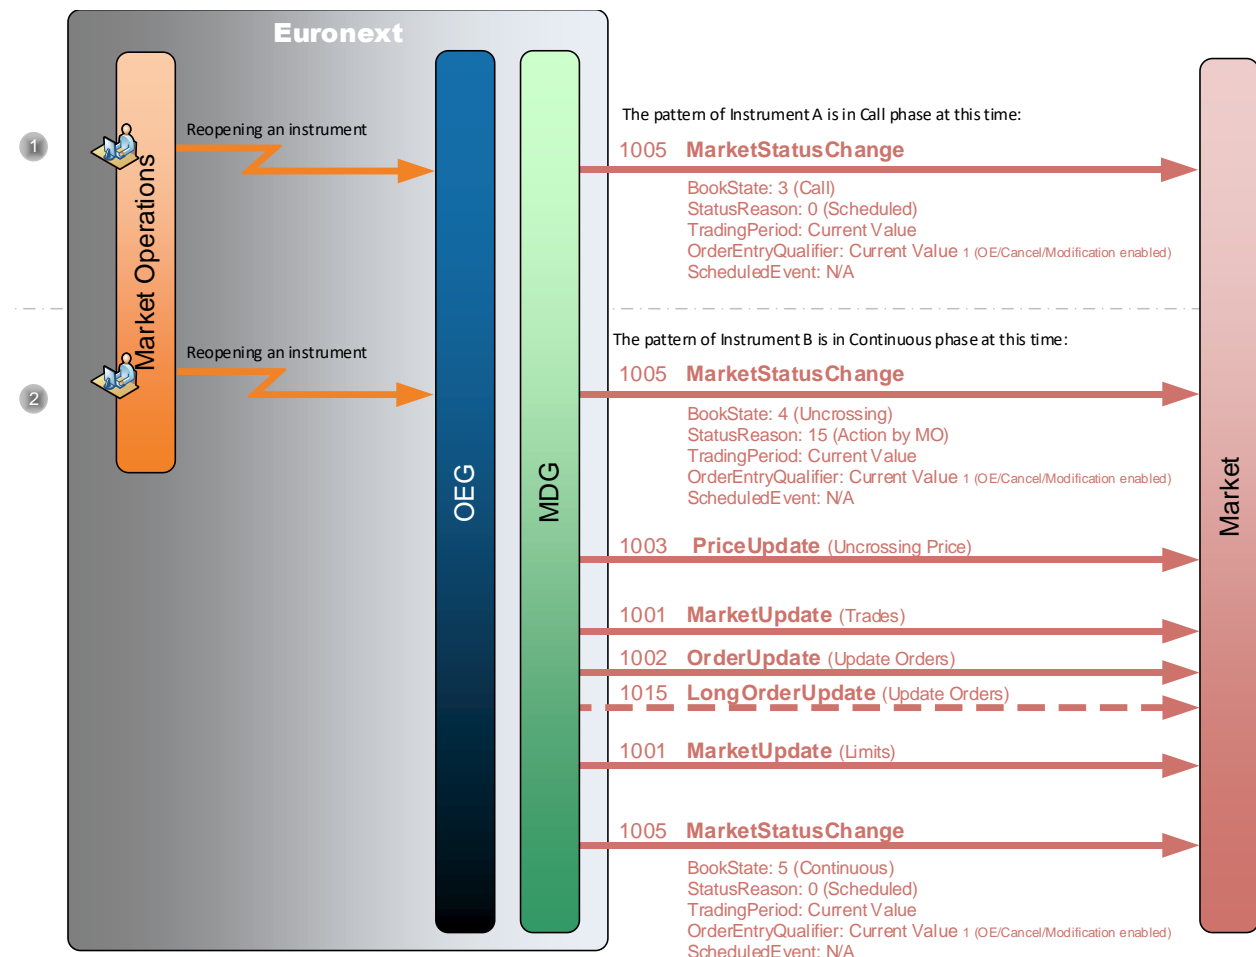 Euronext
Market Operations
OEG
MDG
Market
1
Reopening an instrument
The pattern of Instrument A is in Call phase at this time:
1005 MarketStatusChange
BookState: 3 (Call)
StatusReason: 0 (Scheduled)
TradingPeriod: Current Value
OrderEntryQualifier: Current Value 1 (OE/Cancel/Modification enabled)
ScheduledEvent: N/A
2
Reopening an instrument
The pattern of Instrument B is in Continuous phase at this time:
1005 MarketStatusChange
BookState: 4 (Uncrossing)
StatusReason: 15 (Action by MO)
TradingPeriod: Current Value
OrderEntryQualifier: Current Value 1 (OE/Cancel/Modification enabled)
ScheduledEvent: N/A
1003 PriceUpdate (Uncrossing Price)
1001 MarketUpdate (Trades)
1002 OrderUpdate (Update Orders)
1015 LongOrderUpdate (Update Orders)
1001 MarketUpdate (Limits)
1005 MarketStatusChange
BookState: 5 (Continuous)
StatusReason: 0 (Scheduled)
TradingPeriod: Current Value
OrderEntryQualifier: Current Value 1 (OE/Cancel/Modification enabled)
ScheduledEvent: N/A